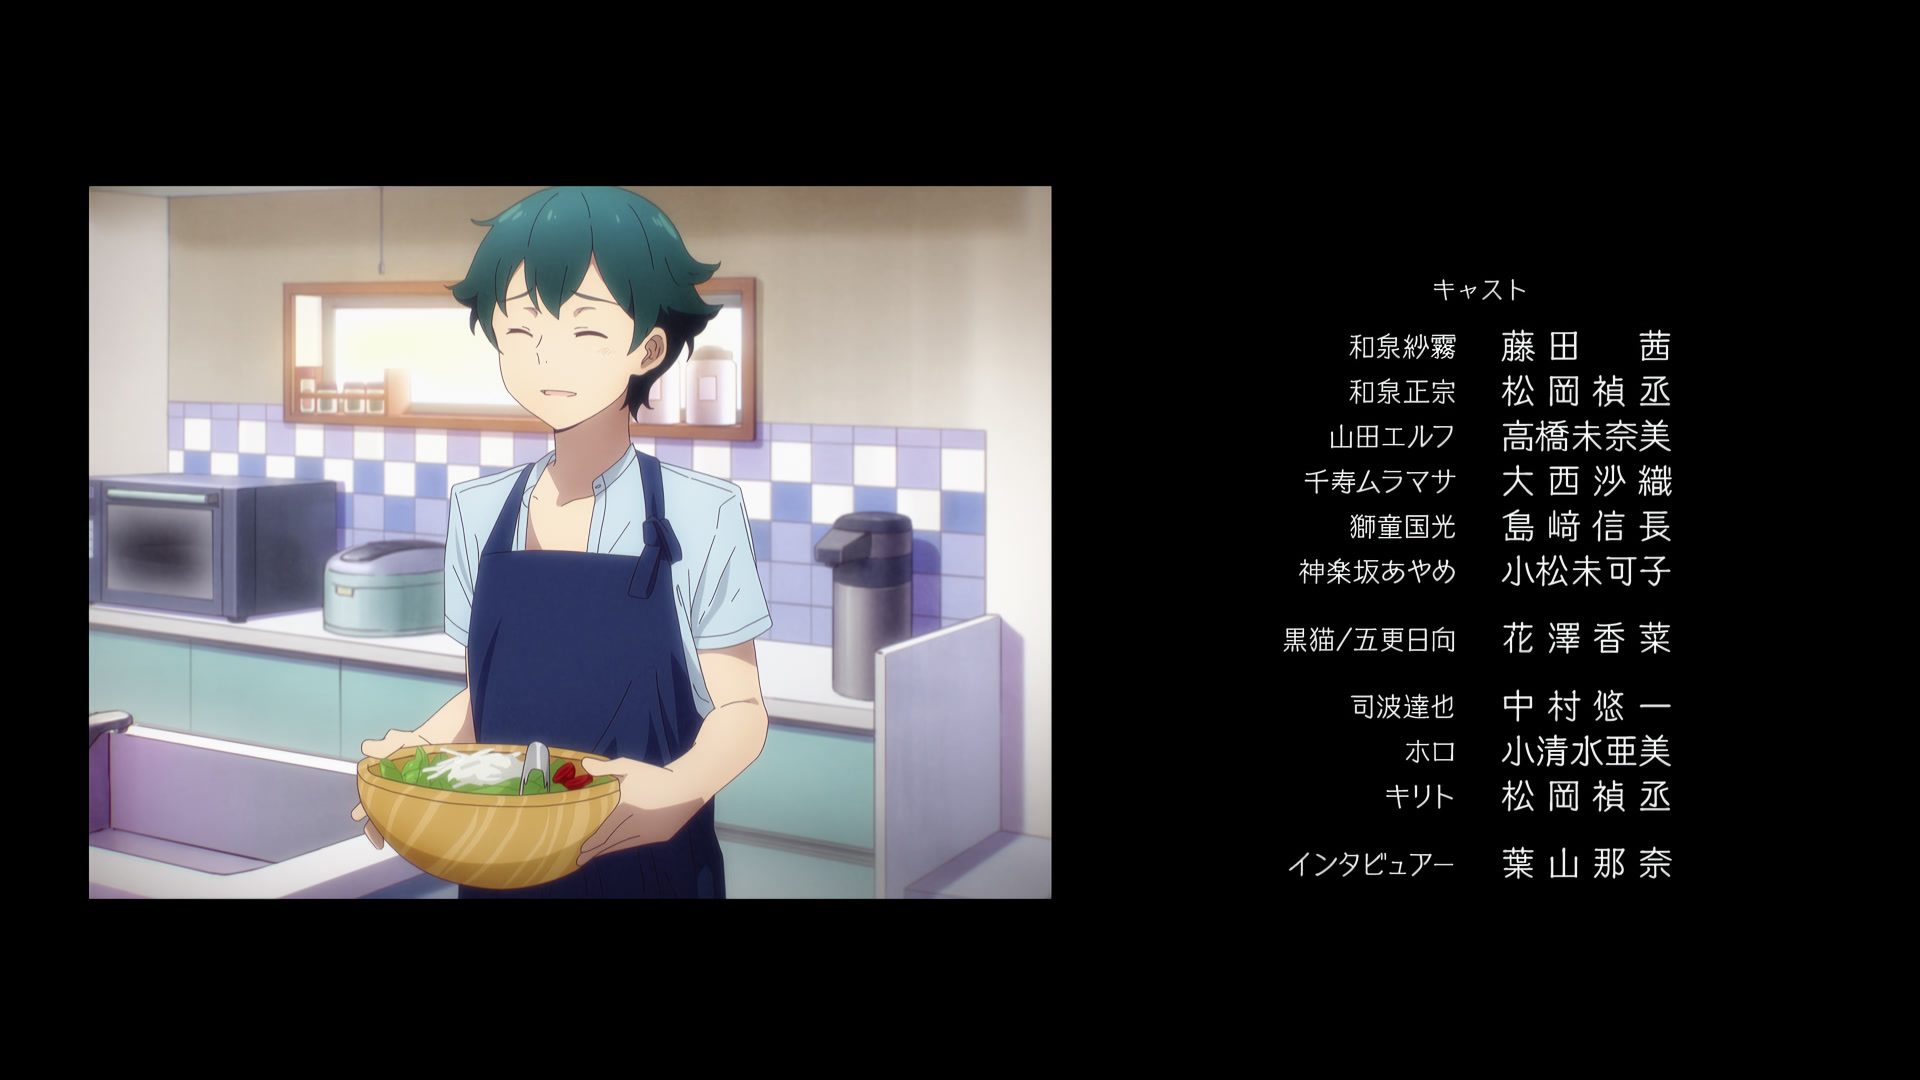 キャスト
和泉紗霧 藤田 茜
和泉正宗 松岡禎丞
山田エルフ 高橋未奈美
千寿ムラマサ 大西沙織
獅童国光 島﨑信長
神楽坂あやめ 小松未可子
黒猫/五更日向 花澤香菜
司波達也 中村悠一
ホロ 小清水亜美
キリト 松岡禎丞
インタビュアー 葉山那奈